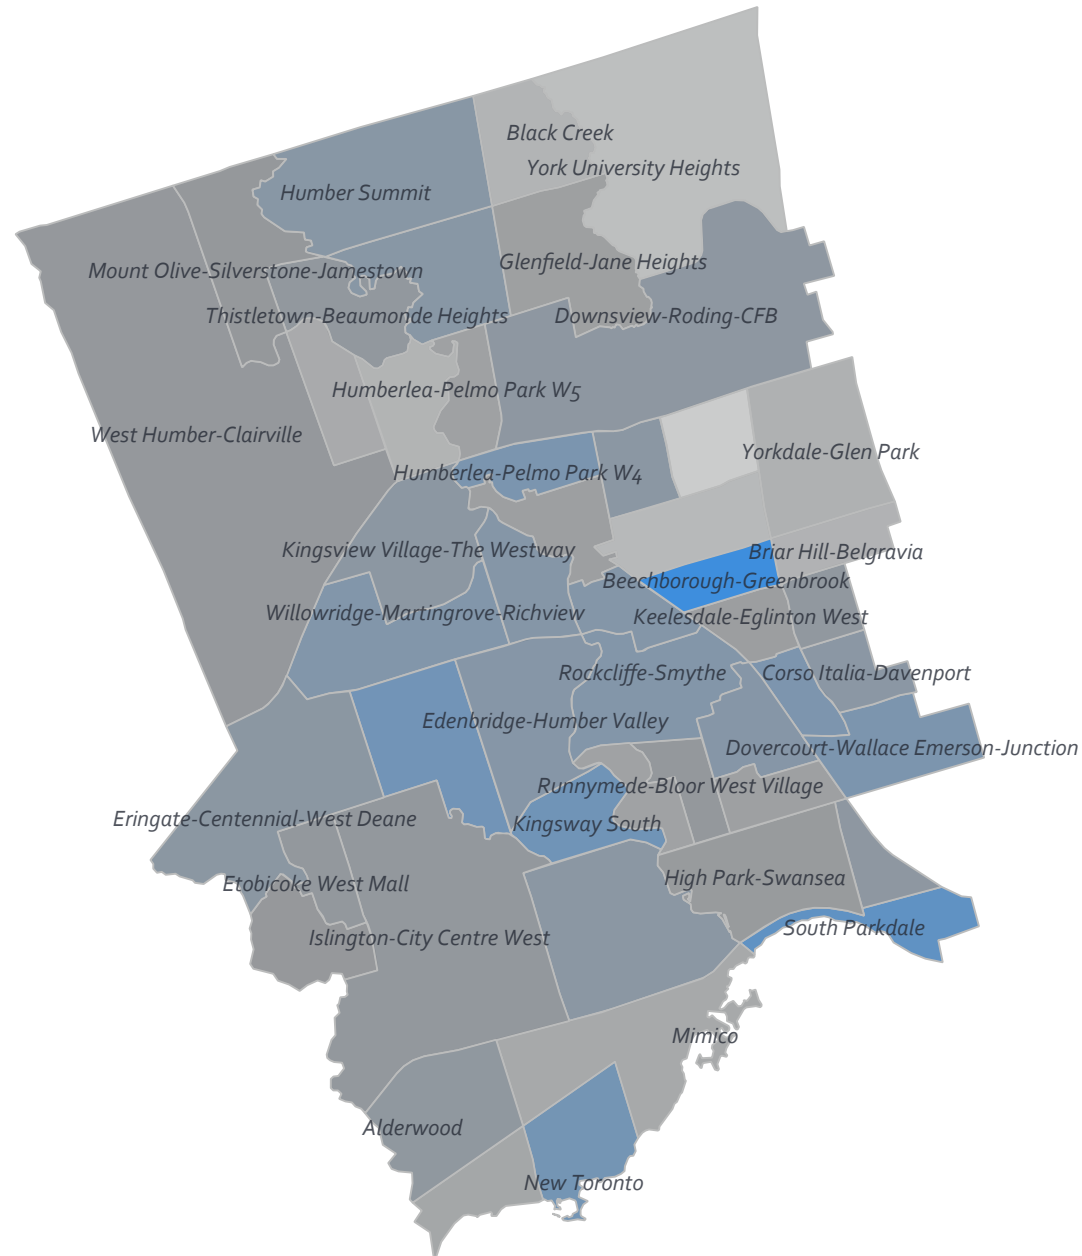 Black Creek
York University Heights
Humber Summit
Glenfield-Jane Heights
Mount Olive-Silverstone-Jamestown
Thistletown-Beaumonde Heights
Downsview-Roding-CFB
Humberlea-Pelmo Park W5
West Humber-Clairville
Yorkdale-Glen Park
Humberlea-Pelmo Park W4
Kingsview Village-The Westway
Briar Hill-Belgravia
Beechborough-Greenbrook
Willowridge-Martingrove-Richview
Keelesdale-Eglinton West
Rockcliffe-Smythe
Corso Italia-Davenport
Edenbridge-Humber Valley
Dovercourt-Wallace Emerson-Junction
Runnymede-Bloor West Village
Eringate-Centennial-West Deane
Kingsway South
Etobicoke West Mall
High Park-Swansea
Islington-City Centre West
South Parkdale
Mimico
Alderwood
New Toronto